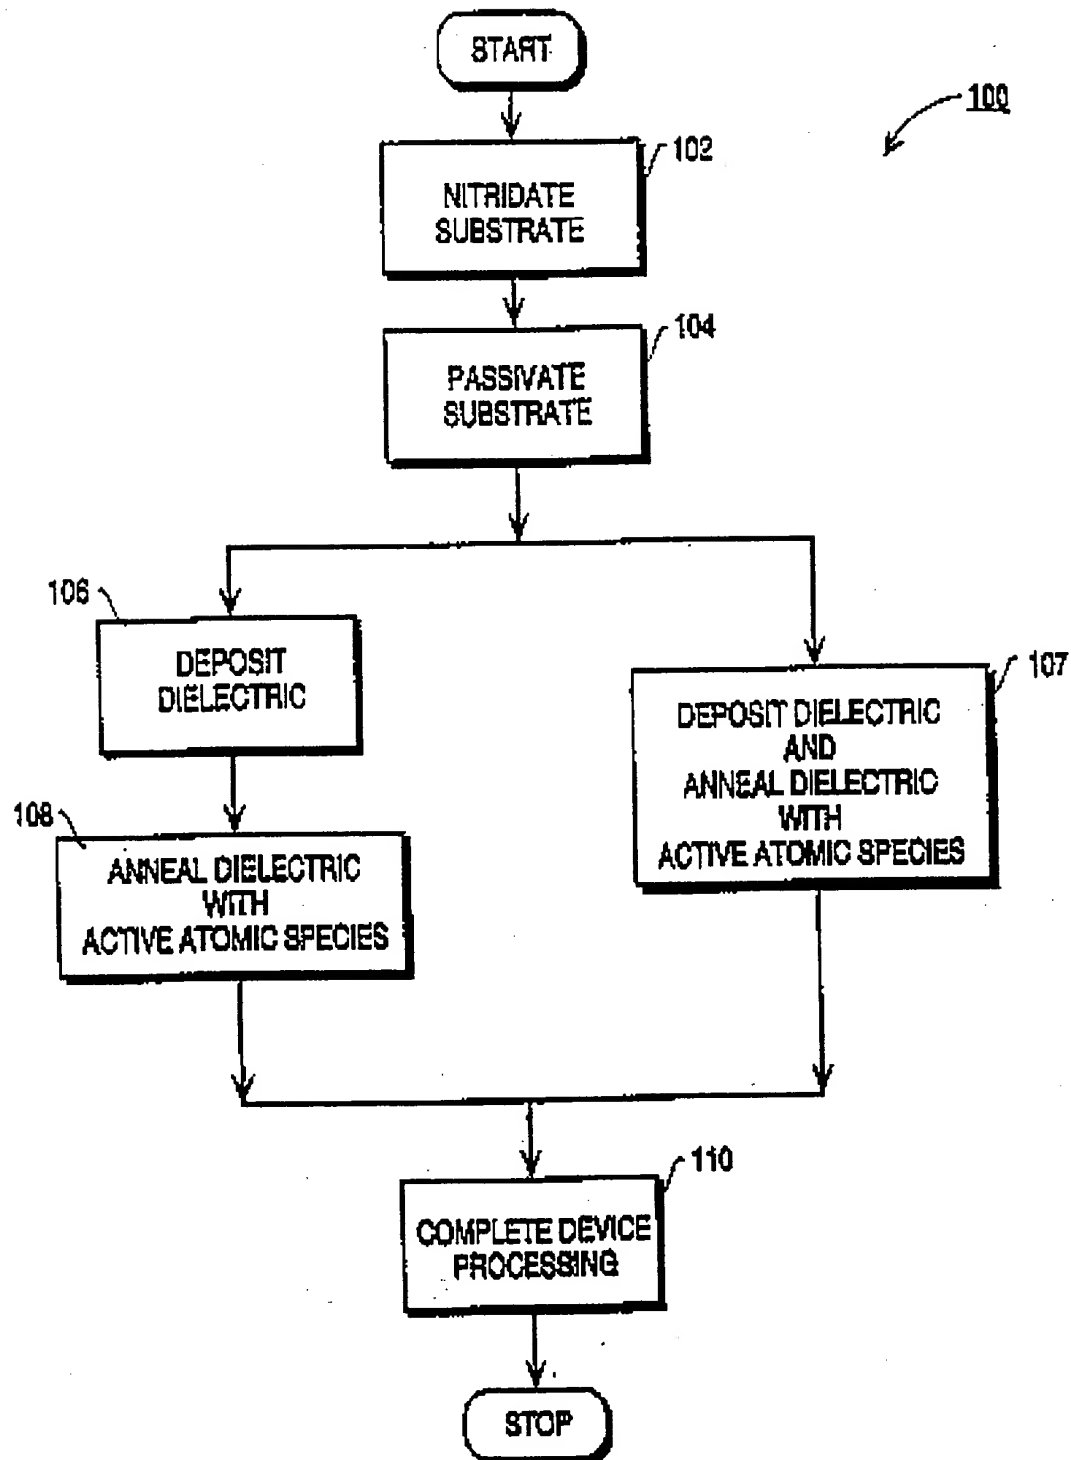 START
100
102
NITRIDATE
SUBSTRATE
104
PASSIVATE
SUBSTRATE
106
DEPOSIT
DIELECTRIC
107
DEPOSIT DIELECTRIC
AND
ANNEAL DIELECTRIC
WITH
ACTIVE ATOMIC SPECIES
108
ANNEAL DIELECTRIC
WITH
ACTIVE ATOMIC SPECIES
110
COMPLETE DEVICE
PROCESSING
STOP